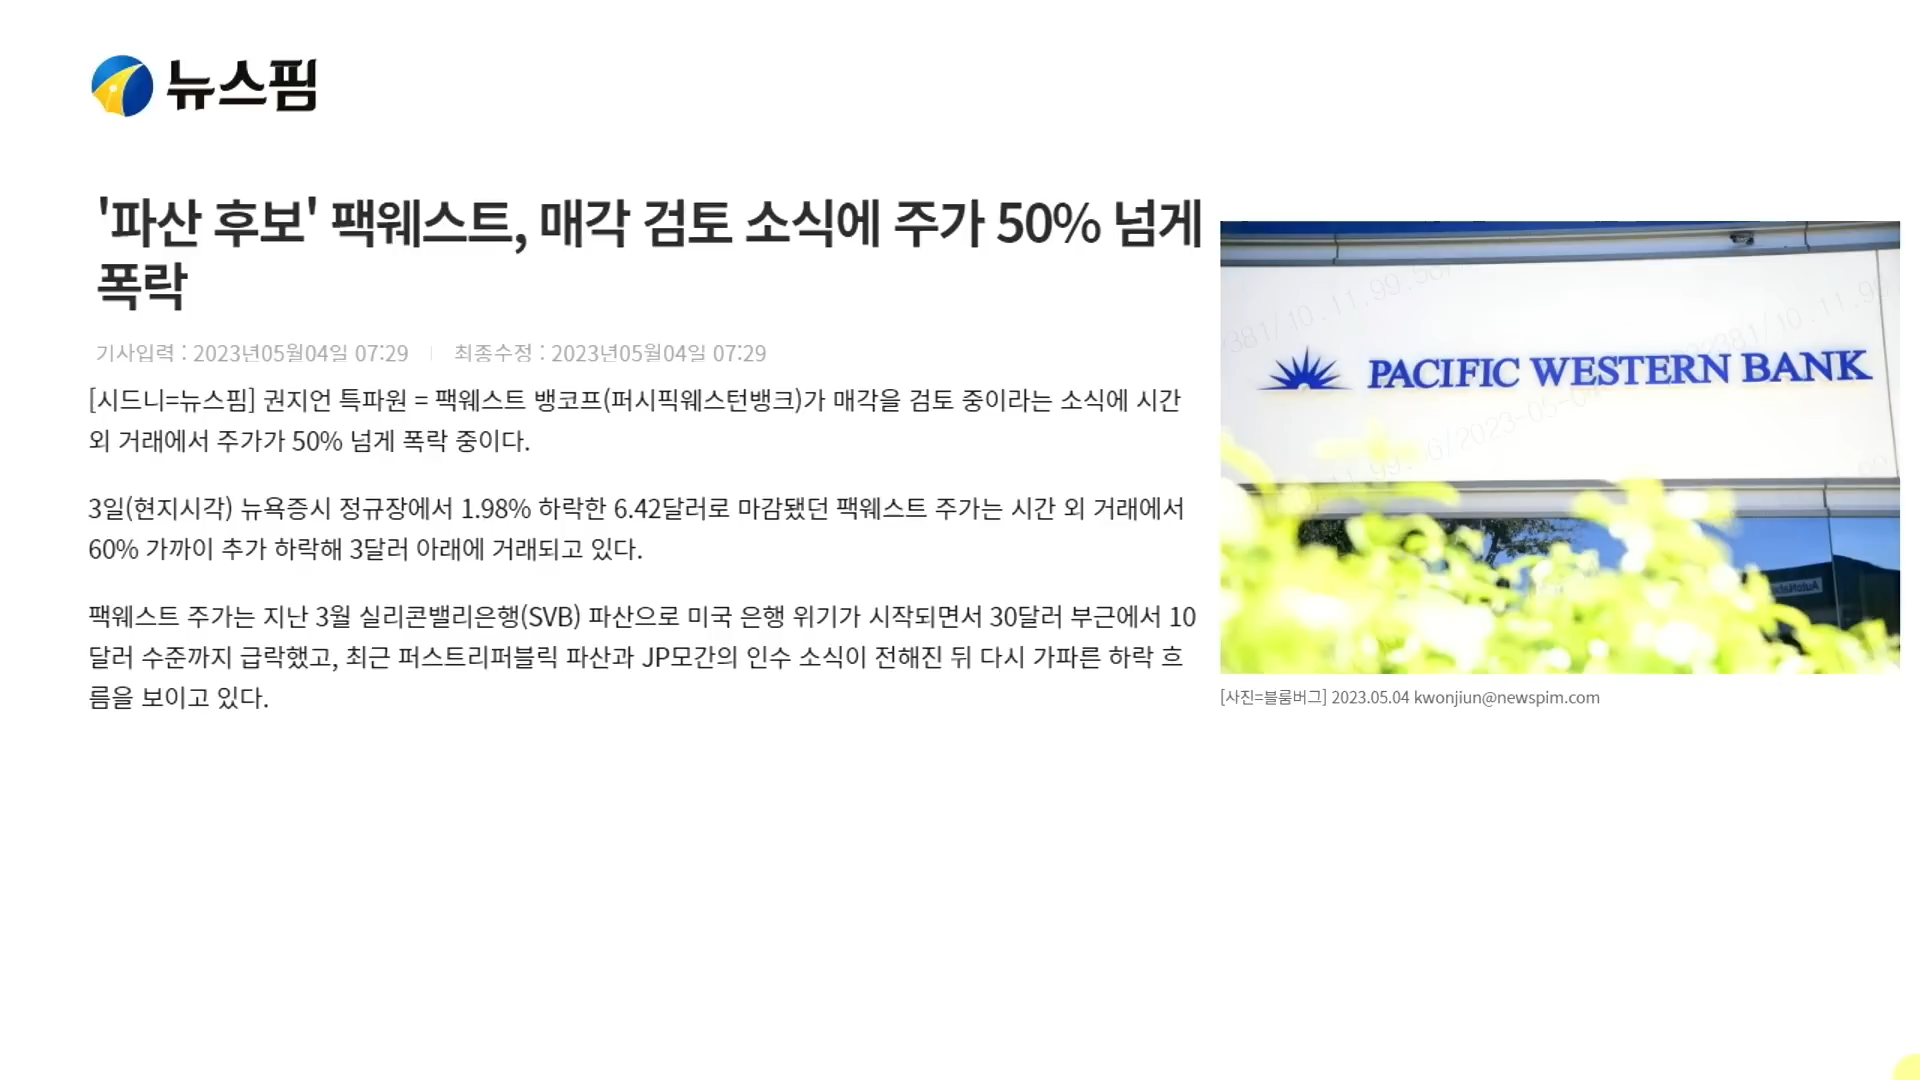 뉴스핌
'파산 후보' 팩웨스트, 매각 검토 소식에 주가 50% 넘게
폭락
기사입력 : 2023년05월04일 07:29 최종수정 : 2023년05월04일 07:29
[시드니=뉴스핌] 권지언 특파원 = 팩웨스트 뱅코프(퍼시픽웨스턴뱅크)가 매각을 검토 중이라는 소식에 시간
외 거래에서 주가가 50% 넘게 폭락 중이다.
3일(현지시각) 뉴욕증시 정규장에서 1.98% 하락한 6.42달러로 마감됐던 팩웨스트 주가는 시간 외 거래에서
60% 가까이 추가 하락해 3달러 아래에 거래되고 있다.
팩웨스트 주가는 지난 3월 실리콘밸리은행(SVB) 파산으로 미국 은행 위기가 시작되면서 30달러 부근에서 10
달러 수준까지 급락했고, 최근 퍼스트리퍼블릭 파산과 JP모간의 인수 소식이 전해진 뒤 다시 가파른 하락 흐
름을 보이고 있다.
PACIFIC WESTERN BANK
[사진=블룸버그] 2023.05.04 kwonjiun@newspim.com